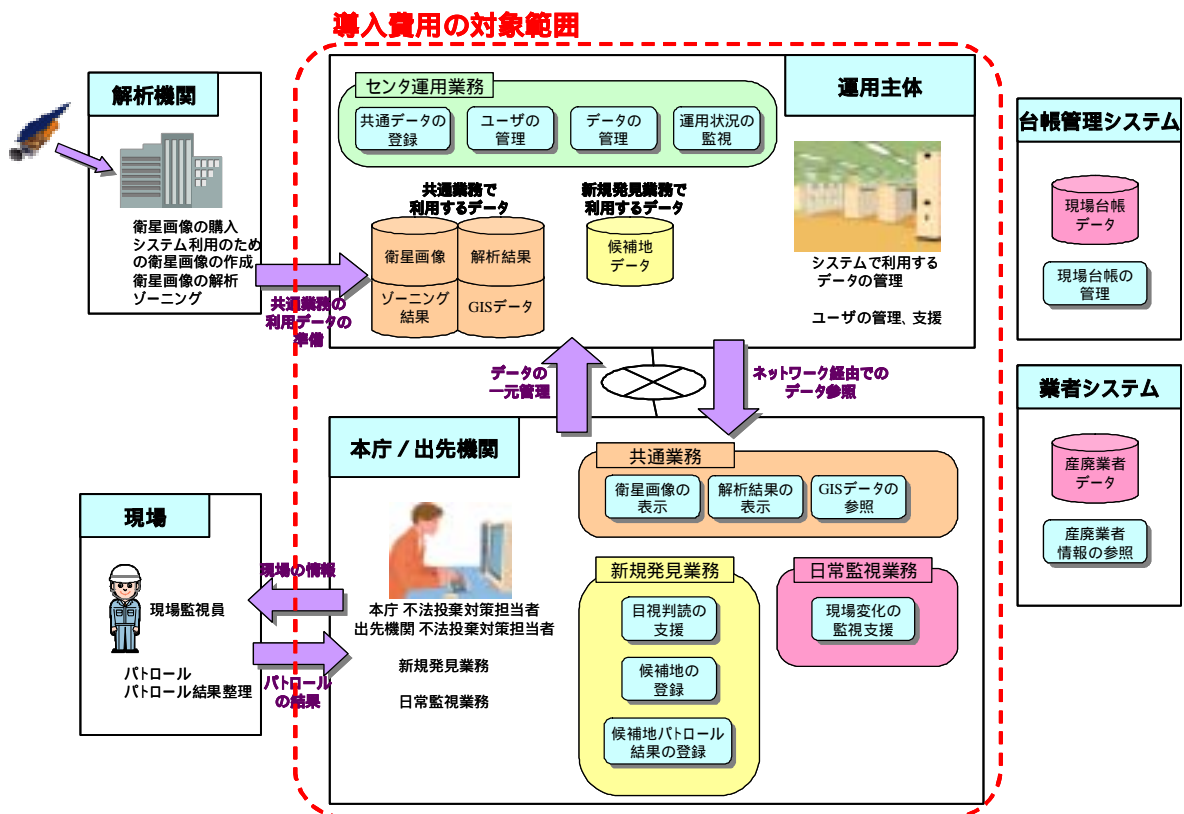 導入費用の対象範囲
解析機関
衛星画像の購入
システム利用のため
の衛星画像の作成
衛星画像の解析
ゾーニング
共通業務の
利用データの
準備
運用主体
センタ運用業務
共通データの
登録
ユーザの
管理
データの
管理
運用状況の
監視
共通業務で
利用するデータ
衛星画像
解析結果
ゾーニング
結果
GISデータ
新規発見業務で
利用するデータ
候補地
データ
システムで利用する
データの管理
ユーザの管理、支援
台帳管理システム
現場台帳
データ
現場台帳の
管理
データの
一元管理
ネットワーク経由での
データ参照
業者システム
産廃業者
データ
産廃業者
情報の参照
本庁 / 出先機関
本庁 不法投棄対策担当者
出先機関 不法投棄対策担当者
新規発見業務
日常監視業務
共通業務
衛星画像の
表示
解析結果の
表示
GISデータの
参照
新規発見業務
目視判読の
支援
候補地の
登録
候補地パトロール
結果の登録
日常監視業務
現場変化の
監視支援
現場
現場監視員
パトロール
パトロール結果整理
現場の情報
パトロール
の結果